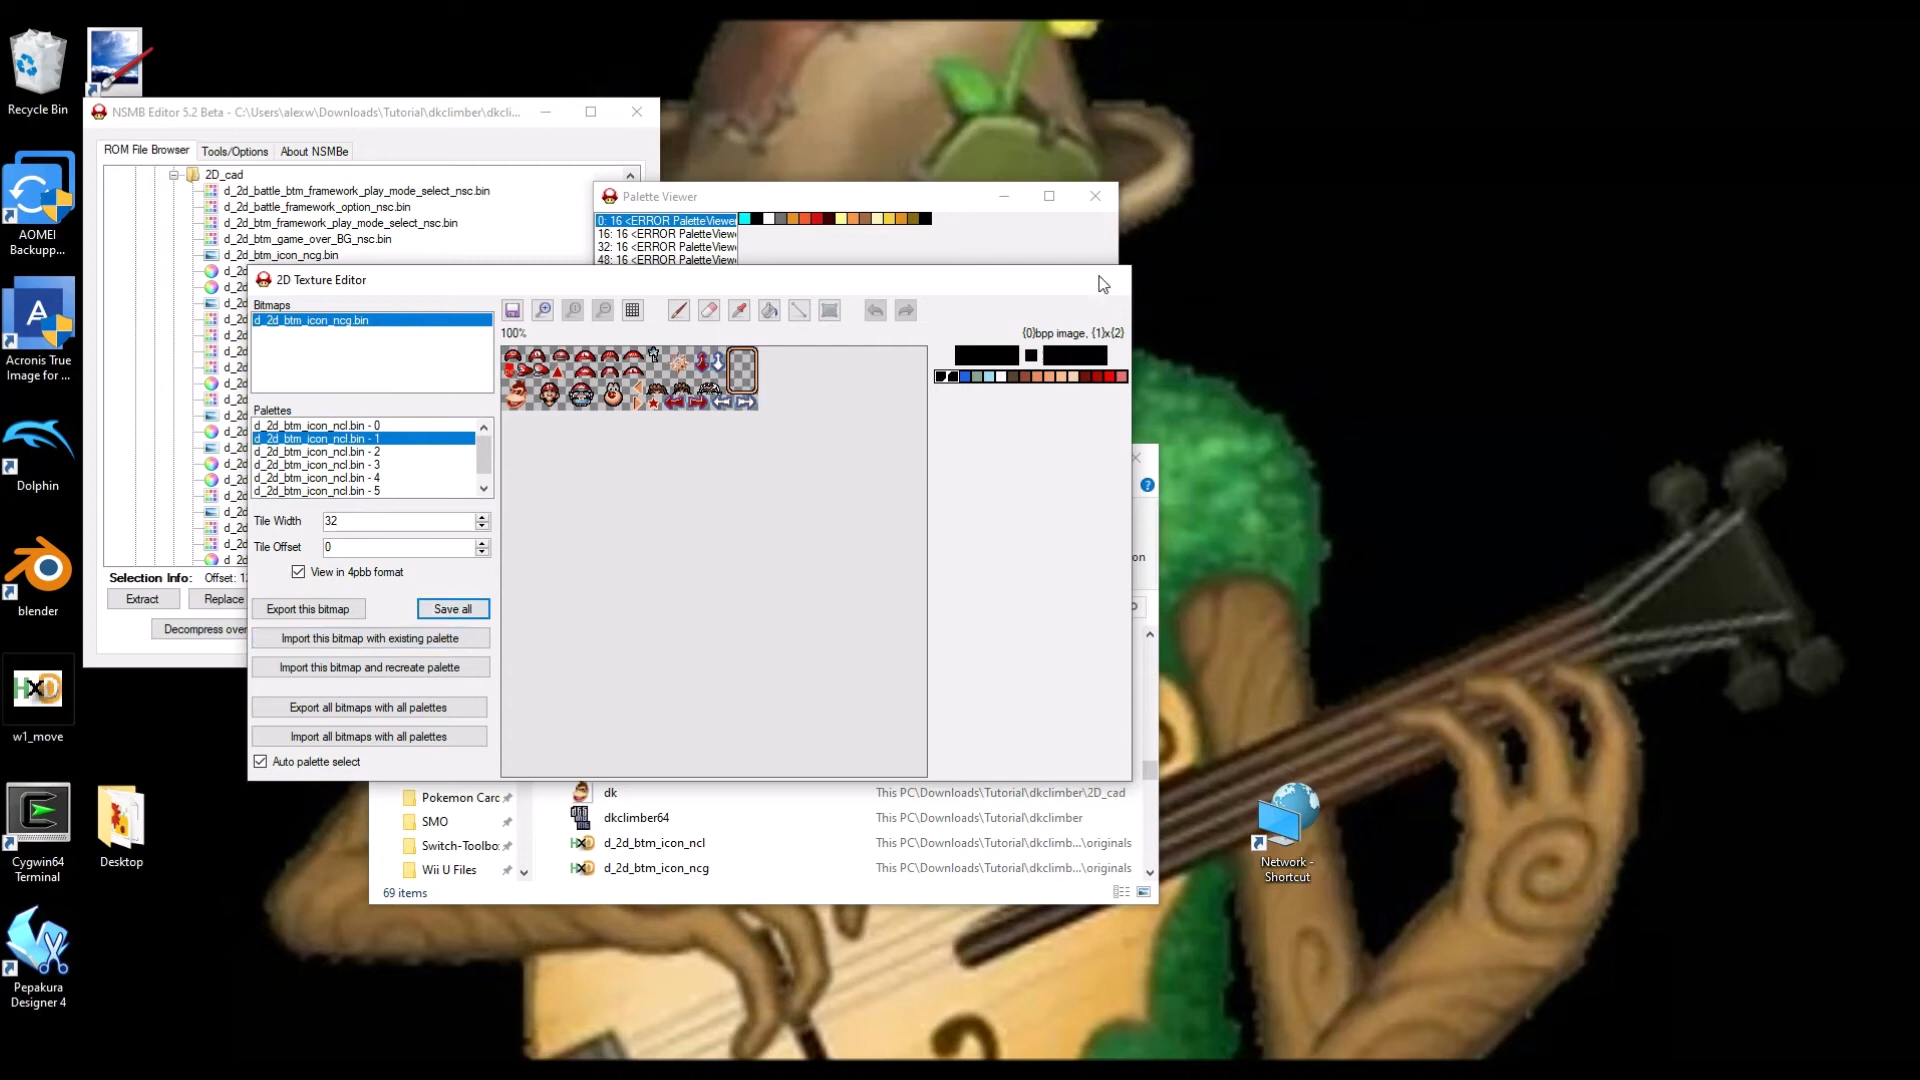 Recycle Bin
AOMEI
Backupp...
Acronis True
Image for ...
Dolphin
blender
w1_move
Cygwin64
Terminal
Desktop
Pepakura
Designer 4
Network -
Shortcut
NSMB Editor 5.2 Beta - C:\Users\alexw\Downloads\Tutorial\dkclimber\dkcli...
ROM File Browser
Tools/Options
About NSMBe
2D_cad
d_2d_battle_btm_framework_play_mode_select_nsc.bin
d_2d_battle_framework_option_nsc.bin
d_2d_btm_framework_play_mode_select_nsc.bin
d_2d_btm_game_over_BG_nsc.bin
d_2d_btm_icon_ncg.bin
Selection Info:
Offset: 1
Extract
Replace
Decompress over
Palette Viewer
0: 16 <ERROR PaletteViewe
16: 16 <ERROR PaletteView
32: 16 <ERROR PaletteView
48: 16 <ERROR PaletteView
2D Texture Editor
Bitmaps
d_2d_btm_icon_ncg.bin
Palettes
d_2d_btm_icon_ncl.bin - 0
d_2d_btm_icon_ncl.bin - 1
d_2d_btm_icon_ncl.bin - 2
d_2d_btm_icon_ncl.bin - 3
d_2d_btm_icon_ncl.bin - 4
d_2d_btm_icon_ncl.bin - 5
Tile Width
32
Tile Offset
0
View in 4pbb format
Export this bitmap
Save all
Import this bitmap with existing palette
Import this bitmap and recreate palette
Export all bitmaps with all palettes
Import all bitmaps with all palettes
Auto palette select
100%
{0}bpp image, {1}x{2}
on
Pokemon Carc
SMO
Switch-Toolbo
Wii U Files
dk
This PC\Downloads\Tutorial\dkclimber\2D_cad
dkclimber64
This PC\Downloads\Tutorial\dkclimber
d_2d_btm_icon_ncl
This PC\Downloads\Tutorial\dkclimb...\originals
d_2d_btm_icon_ncg
This PC\Downloads\Tutorial\dkclimb...\originals
69 items